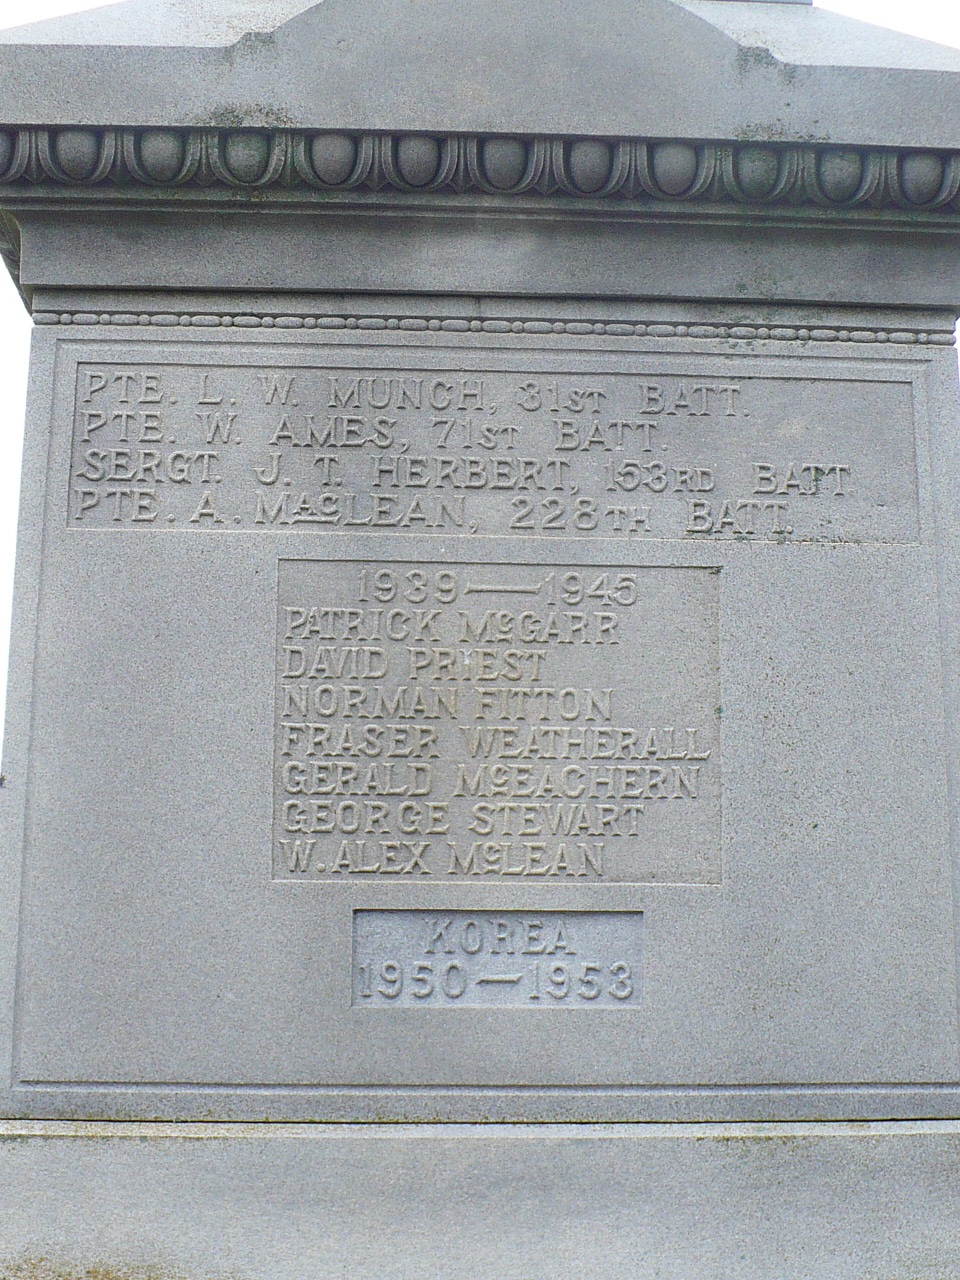 PTE. L. W. MUNCH, 31ST BATT.
PTE. W. AMES, 71ST BATT.
SERGT. J. T. HERBERT, 153RD BATT
PTE. A. MACLEAN, 228TH BATT.
1939—1945
PATRICK MCGARR
DAVID PRIEST
NORMAN FITTON
FRASER WEATHERALL
GERALD MCEACHERN
GEORGE STEWART
W. ALEX MCLEAN
KOREA
1950—1953